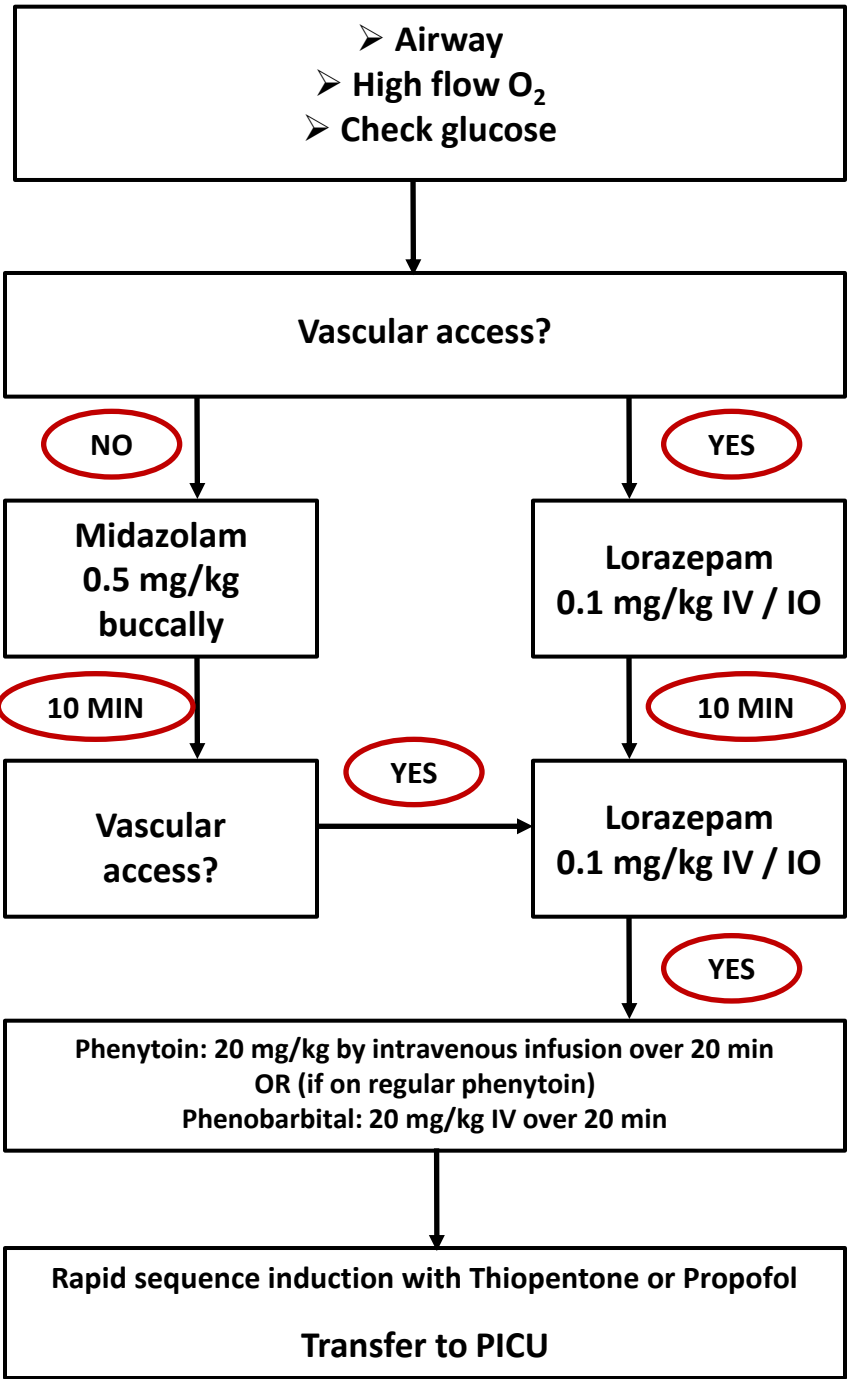 ➢ Airway
➢ High flow O₂
➢ Check glucose
Vascular access?
NO
YES
Midazolam
0.5 mg/kg
buccally
Lorazepam
0.1 mg/kg IV / IO
10 MIN
10 MIN
Vascular
access?
YES
Lorazepam
0.1 mg/kg IV / IO
YES
Phenytoin: 20 mg/kg by intravenous infusion over 20 min
OR (if on regular phenytoin)
Phenobarbital: 20 mg/kg IV over 20 min
Rapid sequence induction with Thiopentone or Propofol
Transfer to PICU